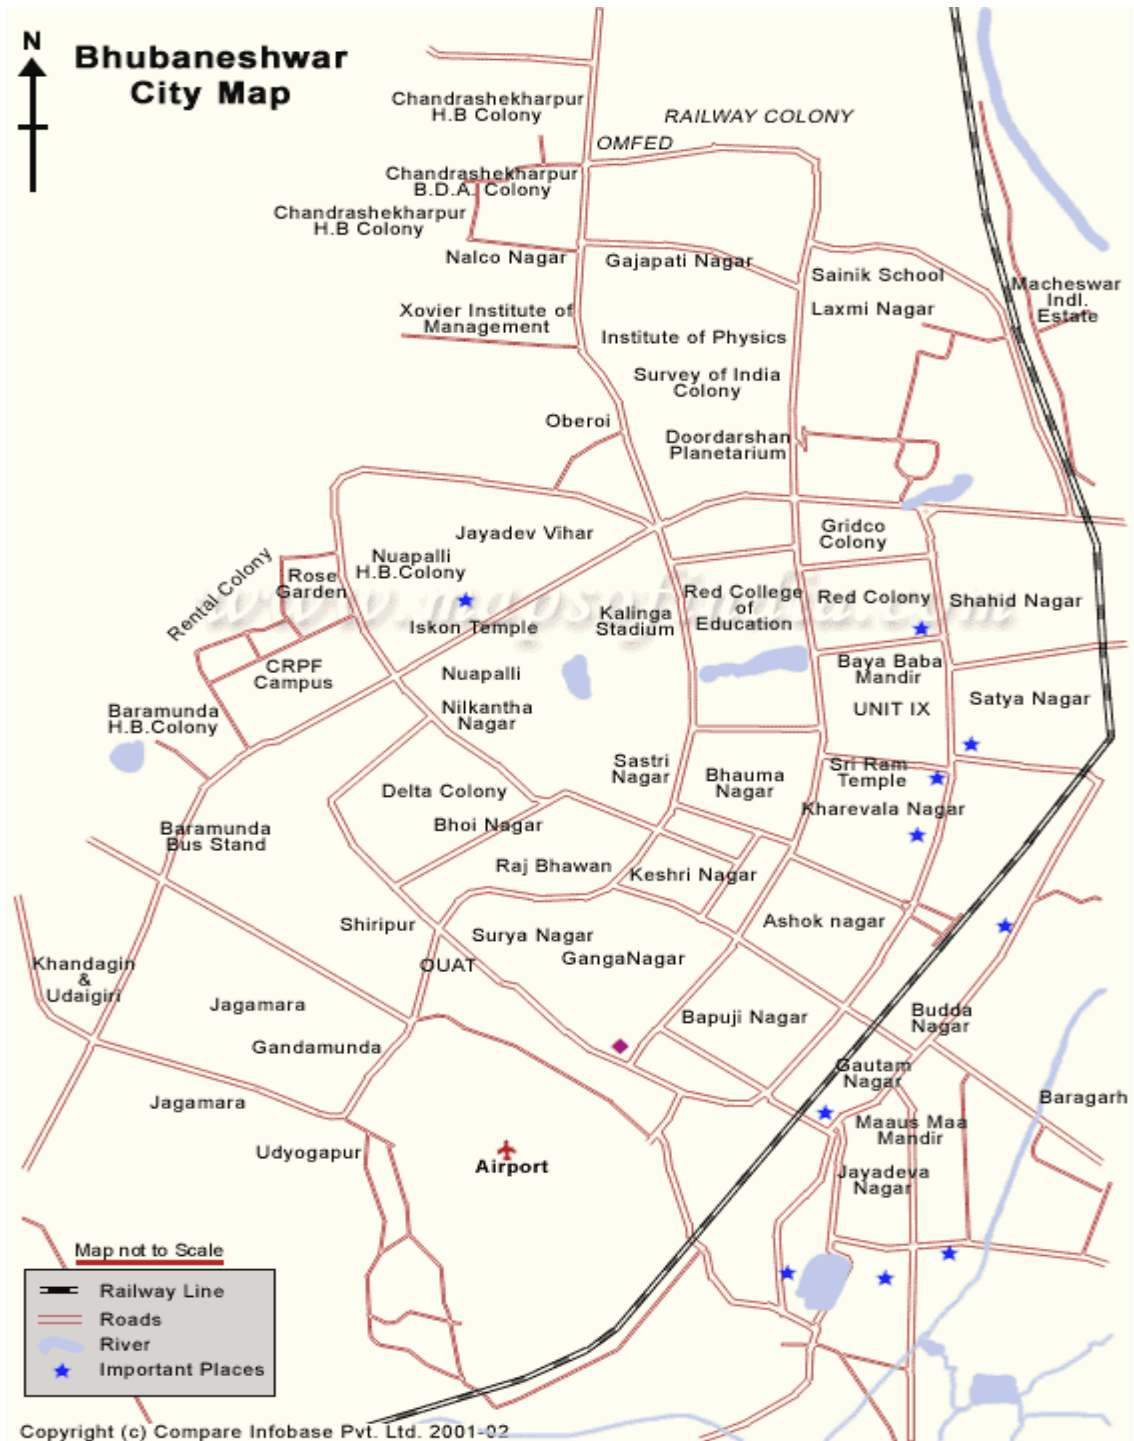 N
Bhubaneshwar
City Map
Chandrashekharpur
H.B Colony
RAILWAY COLONY
OMFED
Chandrashekharpur
B.D.A. Colony
Chandrashekharpur
H.B Colony
Nalco Nagar
Gajapati Nagar
Sainik School
Macheswar
Indl.
Estate
Laxmi Nagar
Xovier Institute of
Management
Institute of Physics
Survey of India
Colony
Oberoi
Doordarshan
Planetarium
Jayadev Vihar
Gridco
Colony
Nuapalli
H.B.Colony
Rental Colony
Rose
Garden
www.mapsofindia.com
Iskon Temple
Kalinga
Stadium
Red College
of
Education
Red Colony
Shahid Nagar
CRPF
Campus
Nuapalli
Baya Baba
Mandir
Satya Nagar
UNIT IX
Nilkantha
Nagar
Baramunda
H.B.Colony
Sastri
Nagar
Bhauma
Nagar
Sri Ram
Temple
Delta Colony
Kharevala Nagar
Bhoi Nagar
Baramunda
Bus Stand
Raj Bhawan
Keshri Nagar
Shiripur
Surya Nagar
Ashok nagar
GangaNagar
OUAT
Khandagin
&
Udaigiri
Jagamara
Bapuji Nagar
Budda
Nagar
Gandamunda
Gautam
Nagar
Jagamara
Baragarh
Maaus Maa
Mandir
Udyogapur
Airport
Jayadeva
Nagar
Map not to Scale
Railway Line
Roads
River
Important Places
Copyright (c) Compare Infobase Pvt. Ltd. 2001-02